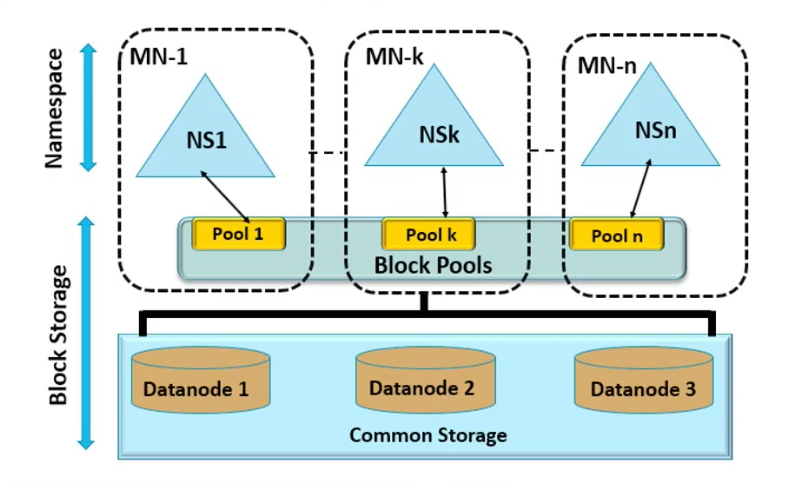 Namespace
MN-1
MN-k
MN-n
NS1
NSk
NSn
Block Storage
Pool 1
Pool k
Pool n
Block Pools
Datanode 1
Datanode 2
Datanode 3
Common Storage